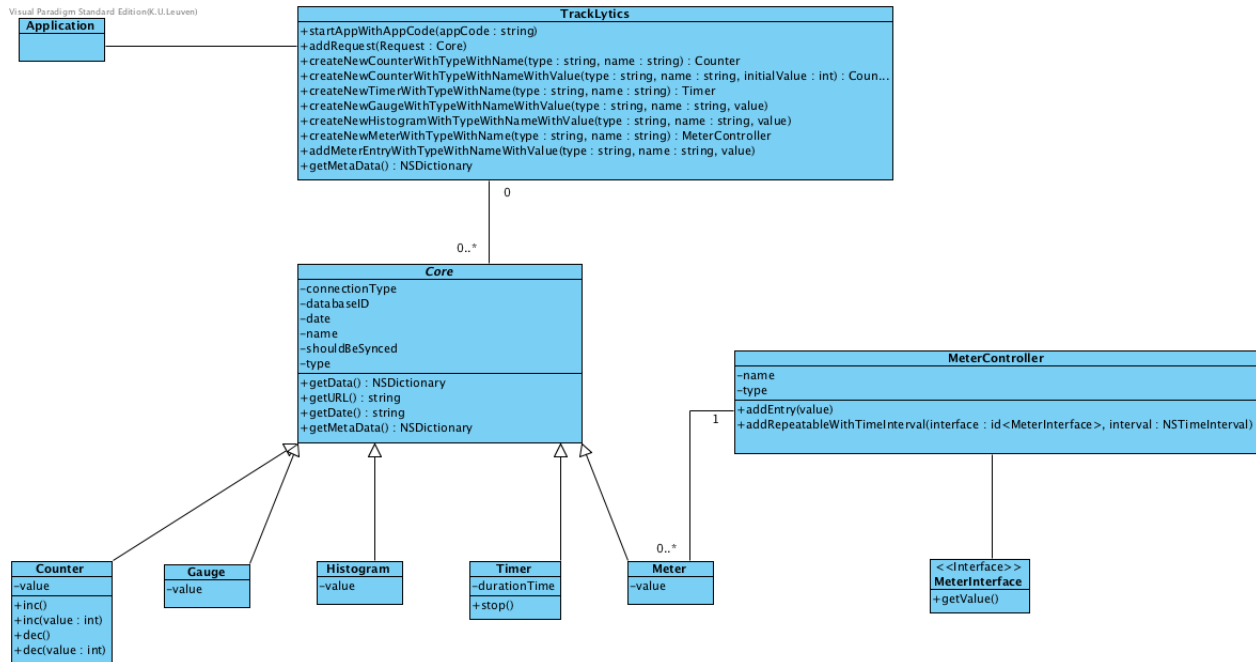 Visual Paradigm Standard Edition(K.U.Leuven)
Application
TrackLytics
+startAppWithAppCode(appCode : string)
+addRequest(Request : Core)
+createNewCounterWithTypeWithName(type : string, name : string) : Counter
+createNewCounterWithTypeWithNameWithValue(type : string, name : string, initialValue : int) : Coun...
+createNewTimerWithTypeWithName(type : string, name : string) : Timer
+createNewGaugeWithTypeWithNameWithValue(type : string, name : string, value)
+createNewHistogramWithTypeWithNameWithValue(type : string, name : string, value)
+createNewMeterWithTypeWithName(type : string, name : string) : MeterController
+addMeterEntryWithTypeWithNameWithValue(type : string, name : string, value)
+getMetaData() : NSDictionary
0
0..*
Core
-connectionType
-databaseID
-date
-name
-shouldBeSynced
-type
+getData() : NSDictionary
+getURL() : string
+getDate() : string
+getMetaData() : NSDictionary
MeterController
-name
-type
+addEntry(value)
+addRepeatableWithTimeInterval(interface : id<MeterInterface>, interval : NSTimeInterval)
1
0..*
Counter
-value
+inc()
+inc(value : int)
+dec()
+dec(value : int)
Gauge
-value
Histogram
-value
Timer
-durationTime
+stop()
Meter
-value
<<Interface>>
MeterInterface
+getValue()